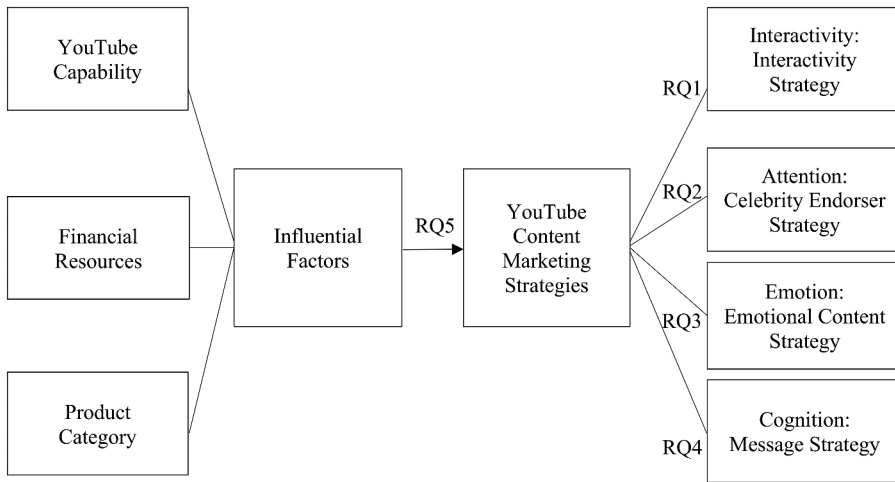 YouTube
Capability
Financial
Resources
Product
Category
Influential
Factors
RQ5
YouTube
Content
Marketing
Strategies
RQ1
Interactivity:
Interactivity
Strategy
RQ2
Attention:
Celebrity Endorser
Strategy
RQ3
Emotion:
Emotional Content
Strategy
RQ4
Cognition:
Message Strategy